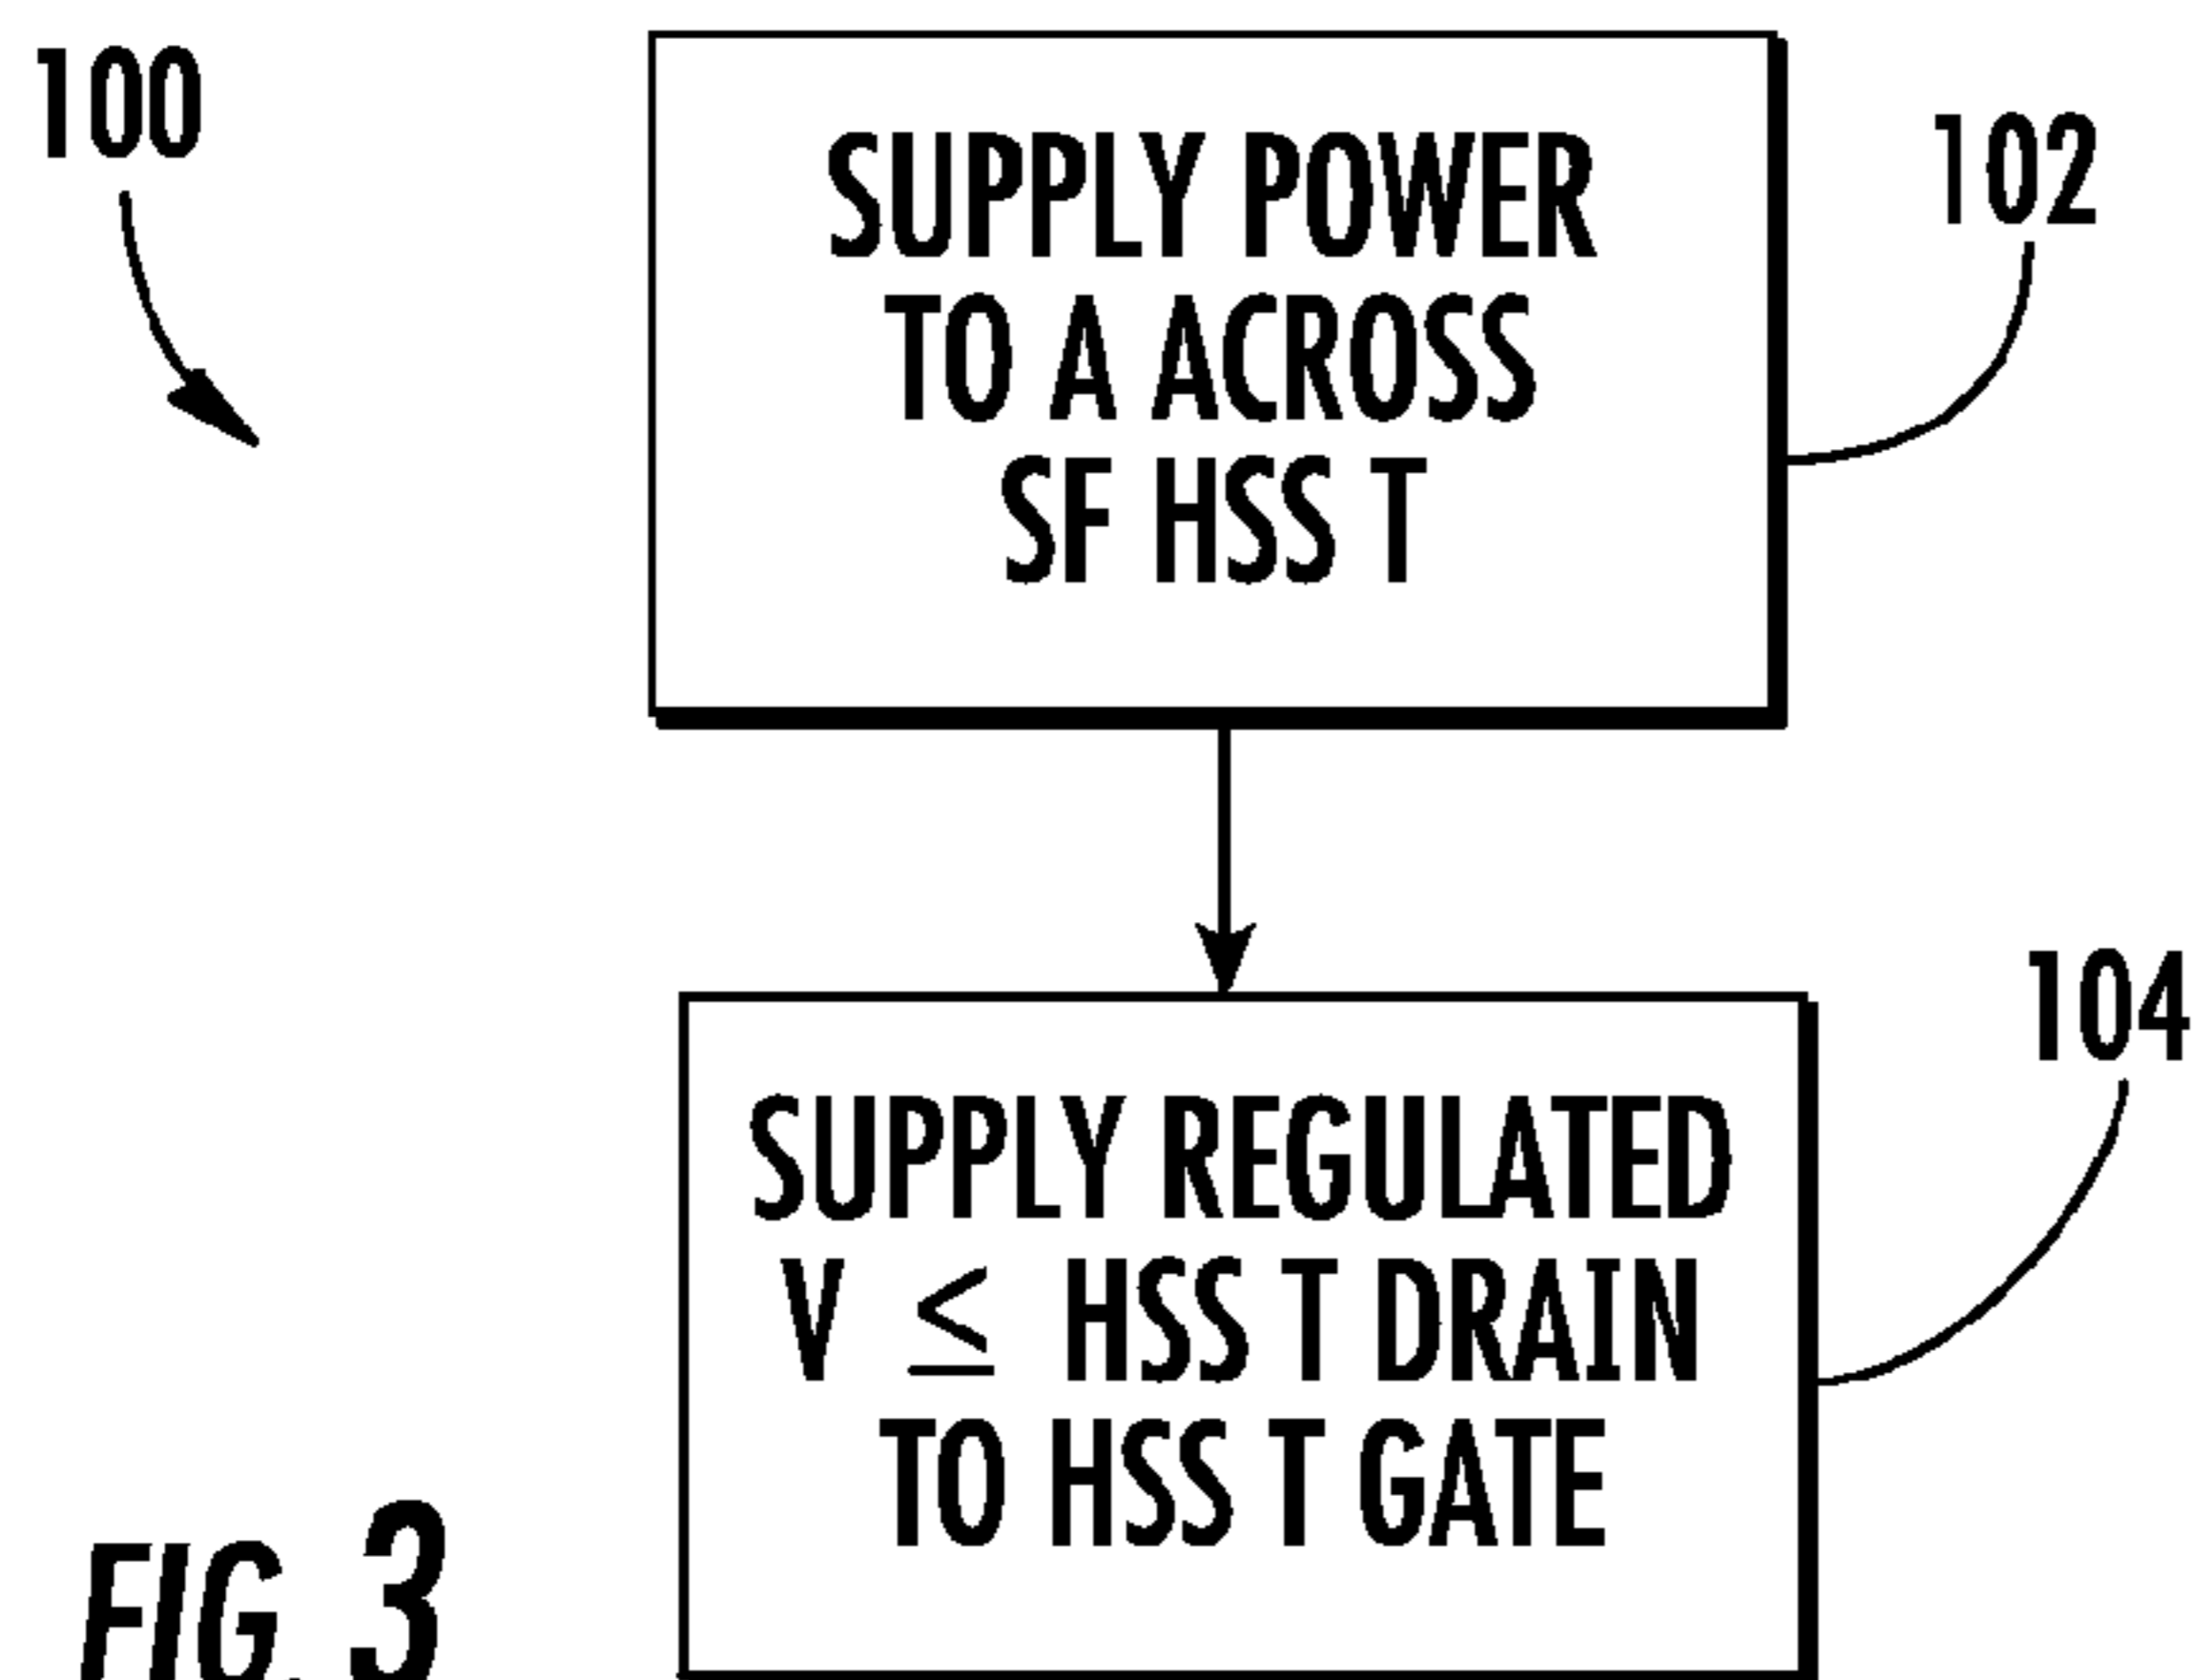 100
SUPPLY POWER
TO A ACROSS
SF HSS T
102
SUPPLY REGULATED
V ≤ HSS T DRAIN
TO HSS T GATE
104
FIG. 3